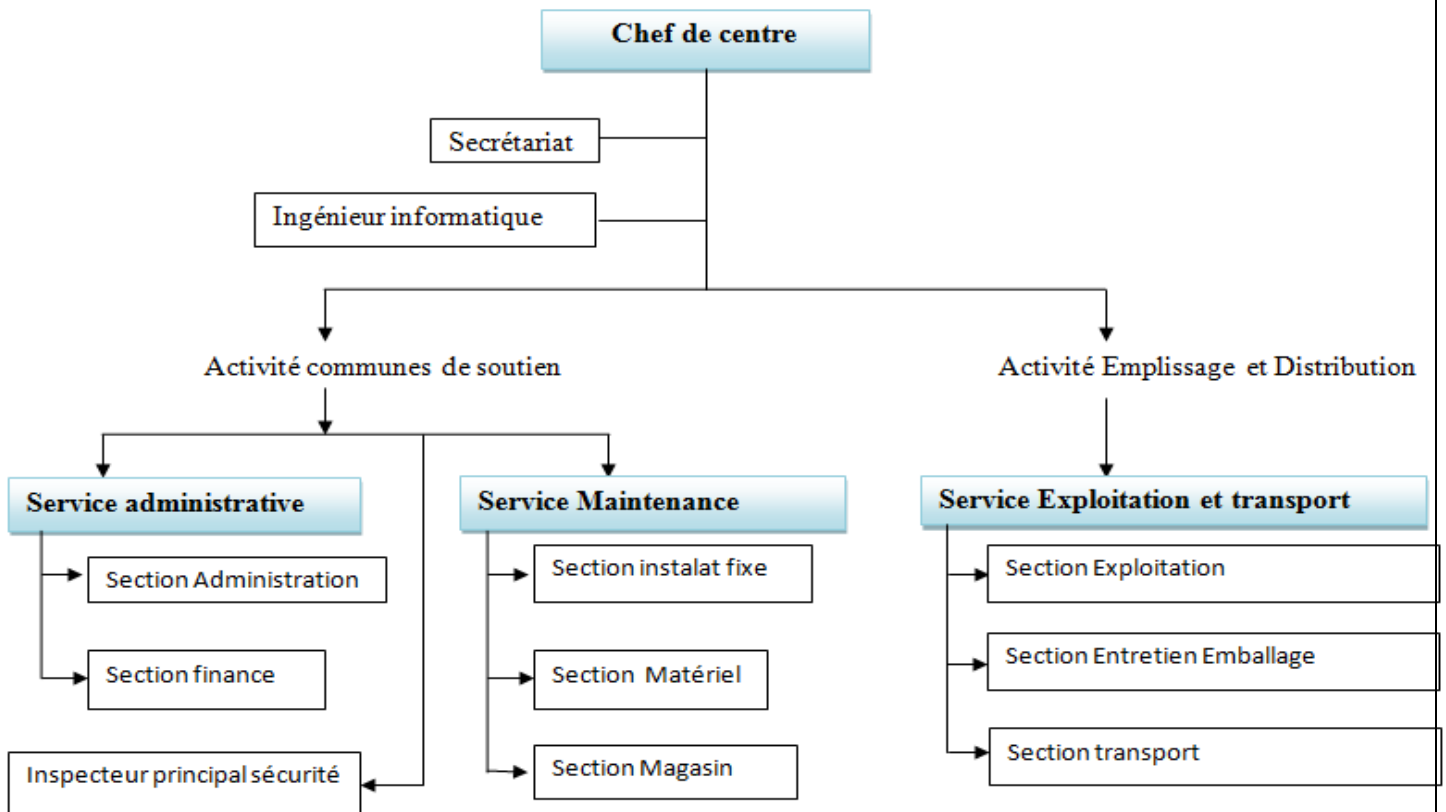 Chef de centre
Secrétariat
Ingénieur informatique
Activité communes de soutien
Activité Emplissage et Distribution
Service administrative
Section Administration
Section finance
Inspecteur principal sécurité
Service Maintenance
Section instalat fixe
Section Matériel
Section Magasin
Service Exploitation et transport
Section Exploitation
Section Entretien Emballage
Section transport